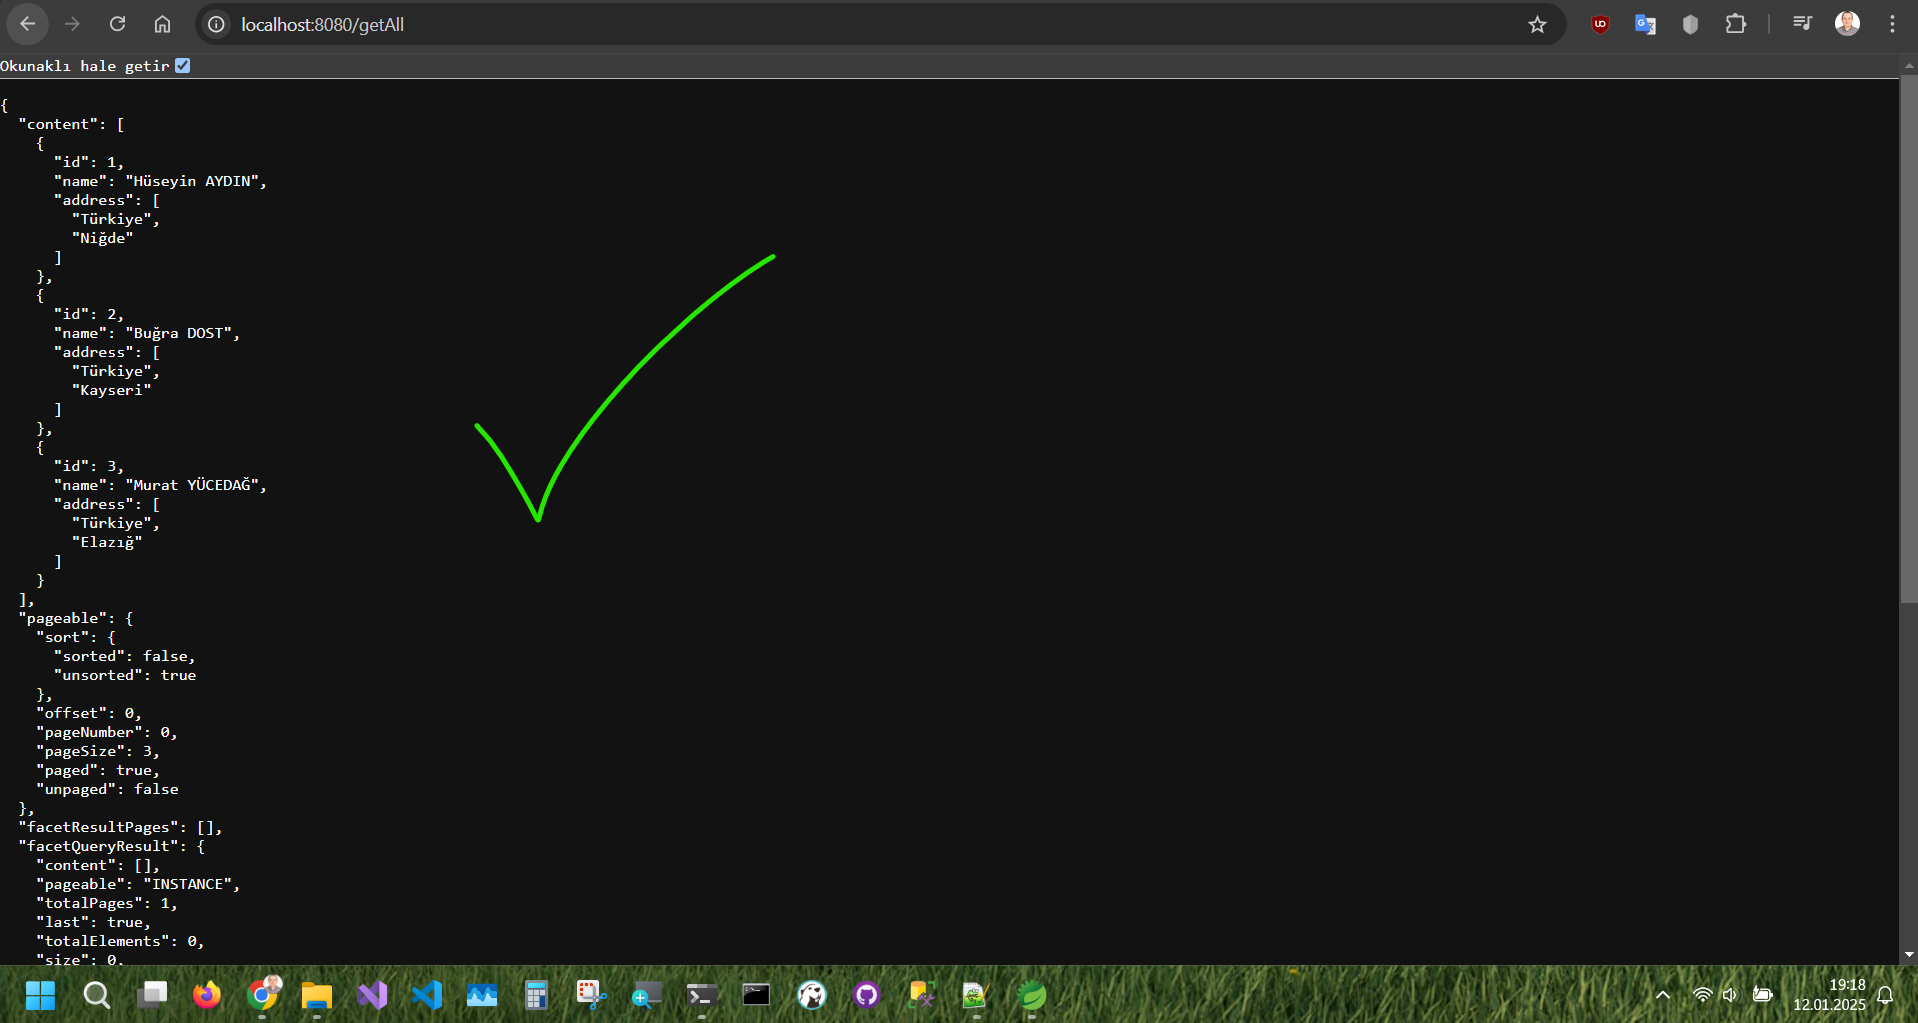 localhost:8080/getAll
Okunaklı hale getir
{
  "content": [
    {
      "id": 1,
      "name": "Hüseyin AYDIN",
      "address": [
        "Türkiye",
        "Niğde"
      ]
    },
    {
      "id": 2,
      "name": "Buğra DOST",
      "address": [
        "Türkiye",
        "Kayseri"
      ]
    },
    {
      "id": 3,
      "name": "Murat YÜCEDAĞ",
      "address": [
        "Türkiye",
        "Elazığ"
      ]
    }
  ],
  "pageable": {
    "sort": {
      "sorted": false,
      "unsorted": true
    },
    "offset": 0,
    "pageNumber": 0,
    "pageSize": 3,
    "paged": true,
    "unpaged": false
  },
  "facetResultPages": [],
  "facetQueryResult": {
    "content": [],
    "pageable": "INSTANCE",
    "totalPages": 1,
    "last": true,
    "totalElements": 0,
    "size": 0,
19:18
12.01.2025